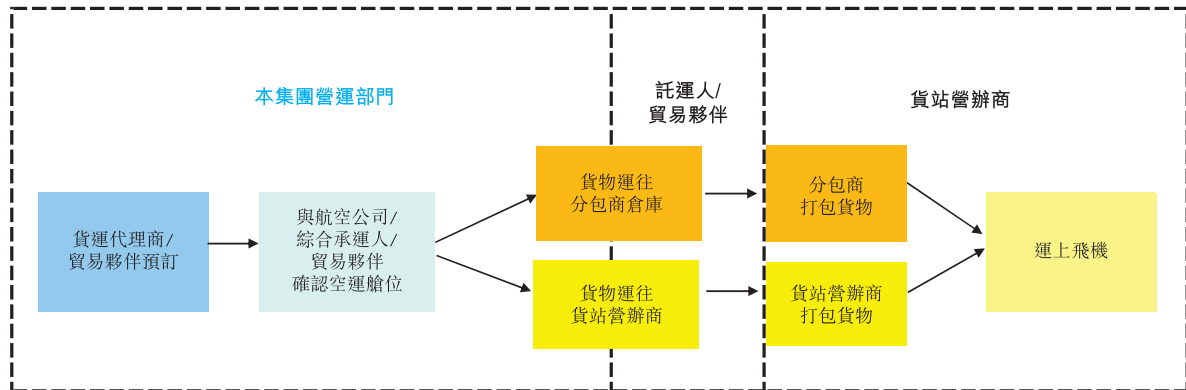 本集團營運部門
託運人/
貿易夥伴
貨站營辦商
貨運代理商/
貿易夥伴預訂
與航空公司/
綜合承運人/
貿易夥伴
確認空運艙位
貨物運往
分包商倉庫
貨物運往
貨站營辦商
分包商
打包貨物
貨站營辦商
打包貨物
運上飛機